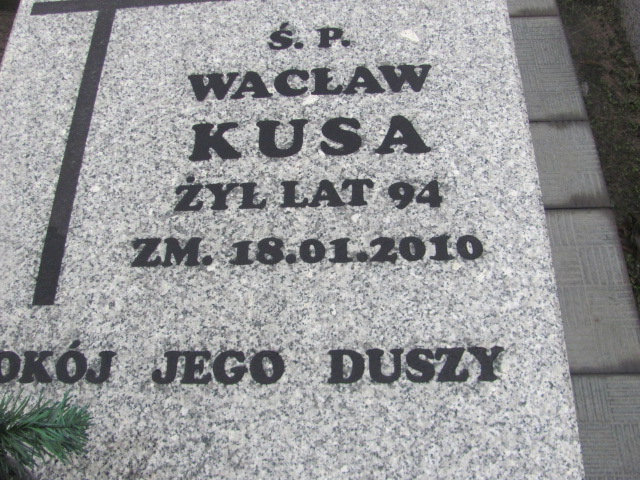 Ś. P.
WACŁAW
KUSA
ŻYŁ LAT 94
ZM. 18.01.2010
OKÓJ JEGO DUSZY